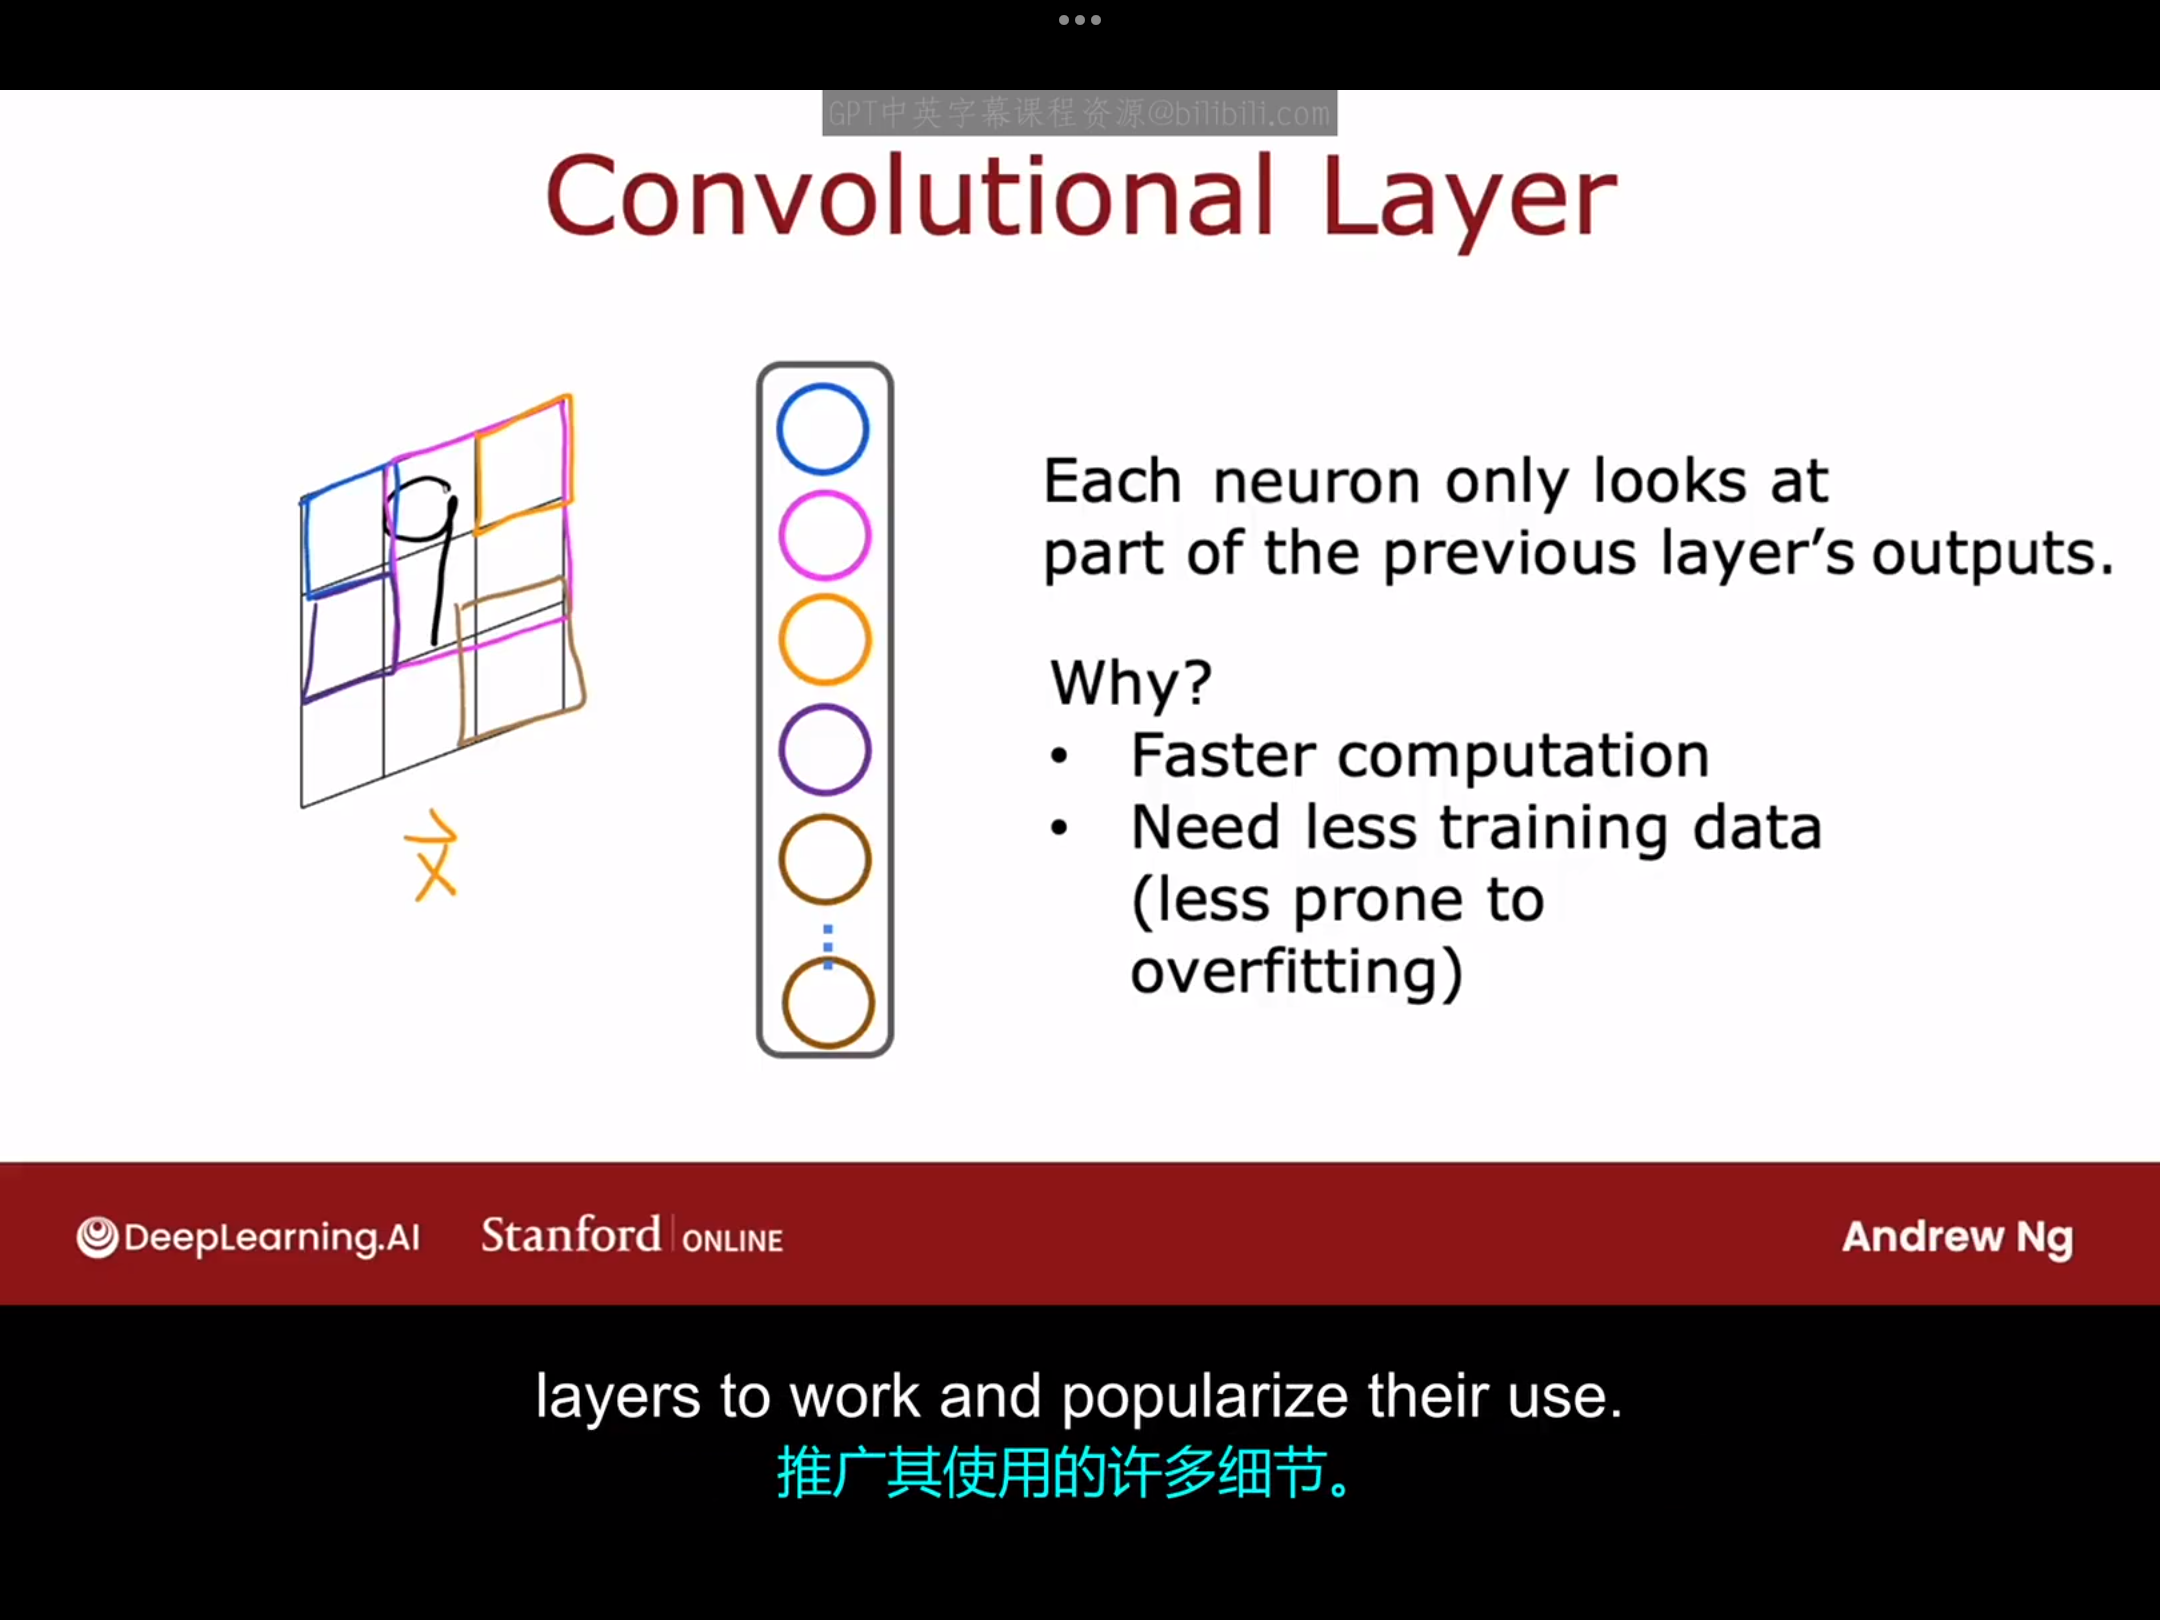 GPT中英字幕课程资源@bilibili.com
Convolutional Layer
9
Each neuron only looks at
part of the previous layer’s outputs.
Why?
• Faster computation
• Need less training data
(less prone to
overfitting)
DeepLearning.AI
Stanford | ONLINE
Andrew Ng
layers to work and popularize their use.
推广其使用的许多细节。